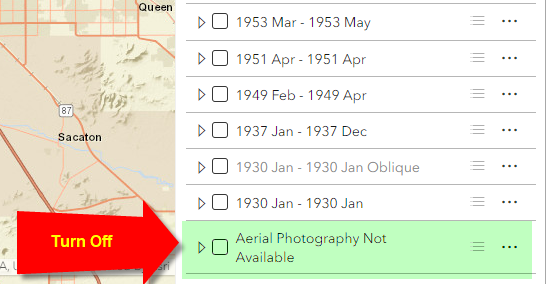 Queen
87
Sacaton
Turn Off
1953 Mar - 1953 May
1951 Apr - 1951 Apr
1949 Feb - 1949 Apr
1937 Jan - 1937 Dec
1930 Jan - 1930 Jan Oblique
1930 Jan - 1930 Jan
Aerial Photography Not
Available